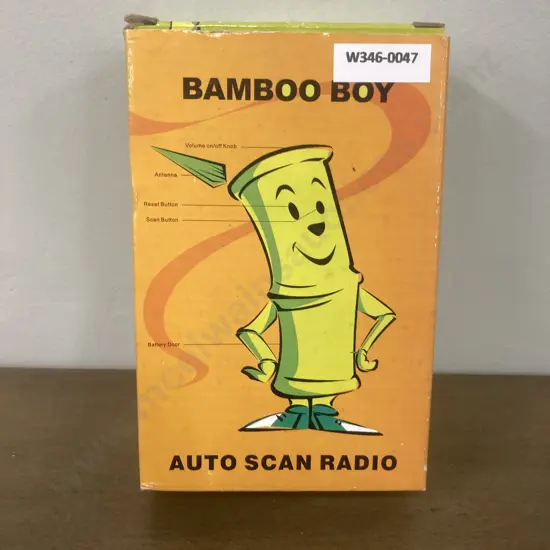 W346-0047
BAMBOO BOY
Volume on/off Knob
Antenna
Reset Button
Scan Button
Battery Door
AUTO SCAN RADIO